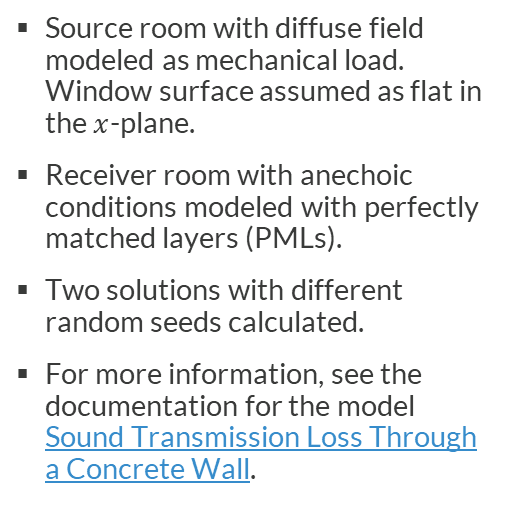 ▪ Source room with diffuse field
modeled as mechanical load.
Window surface assumed as flat in
the x-plane.
▪ Receiver room with anechoic
conditions modeled with perfectly
matched layers (PMLs).
▪ Two solutions with different
random seeds calculated.
▪ For more information, see the
documentation for the model
Sound Transmission Loss Through
a Concrete Wall.